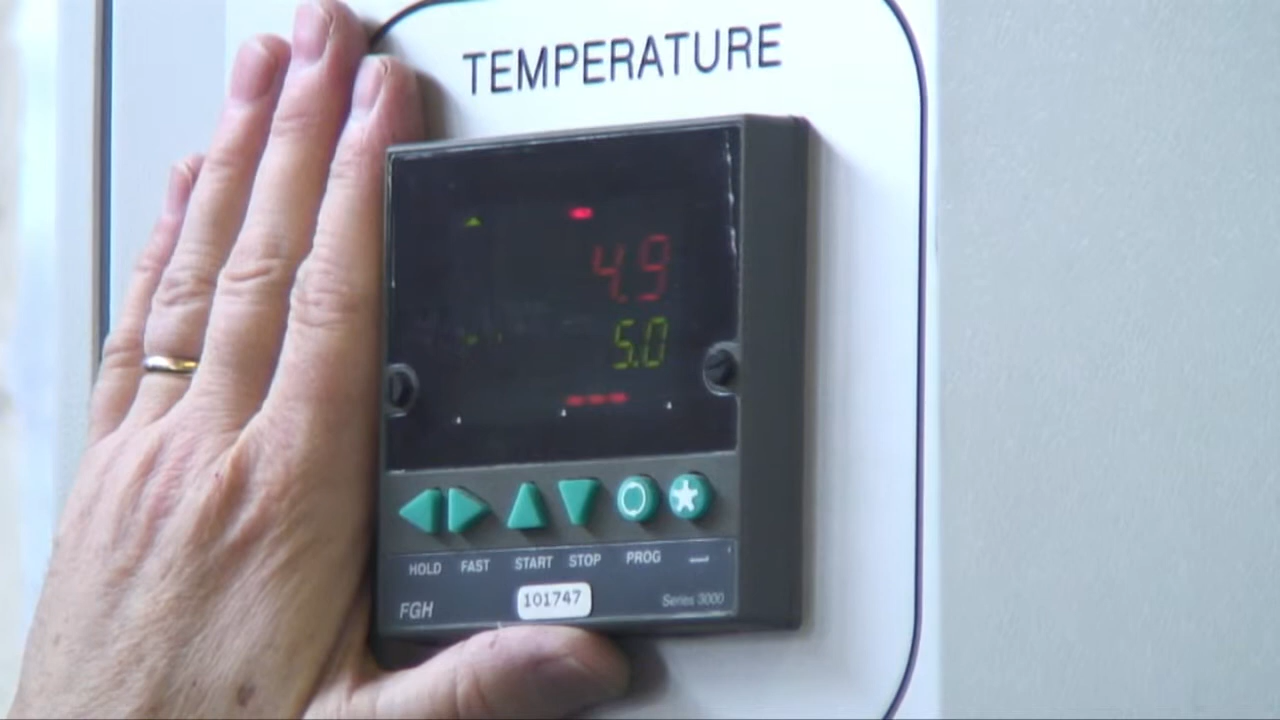 TEMPERATURE
4.9
5.0
HOLD FAST START STOP PROG
FGH 101747 Series 3000